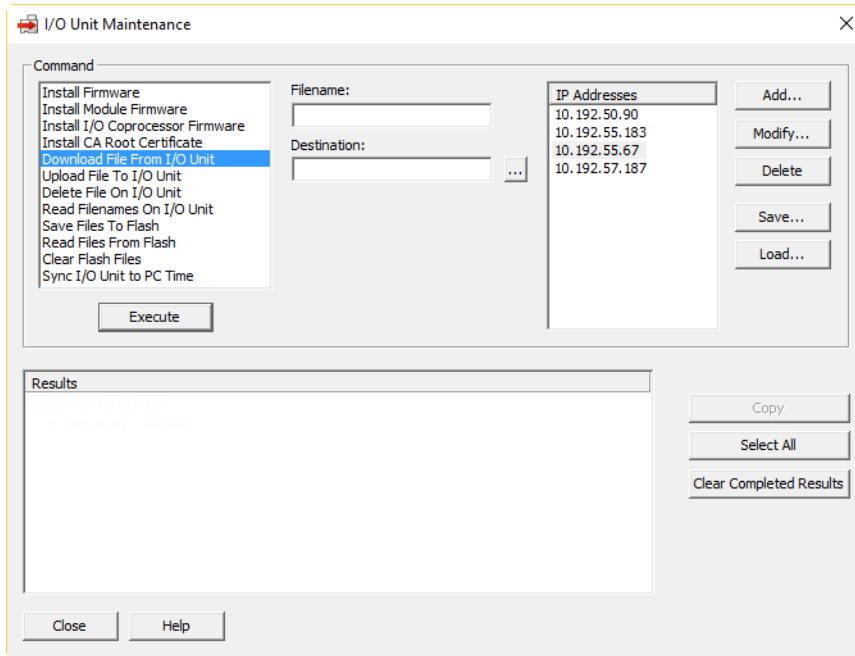 I/O Unit Maintenance
Command
Install Firmware
Install Module Firmware
Install I/O Coprocessor Firmware
Install CA Root Certificate
Download File From I/O Unit
Upload File To I/O Unit
Delete File On I/O Unit
Read Filenames On I/O Unit
Save Files To Flash
Read Files From Flash
Clear Flash Files
Sync I/O Unit to PC Time
Execute
Filename:
Destination:
...
IP Addresses
10.192.50.90
10.192.55.183
10.192.55.67
10.192.57.187
Add...
Modify...
Delete
Save...
Load...
Results
Copy
Select All
Clear Completed Results
Close
Help